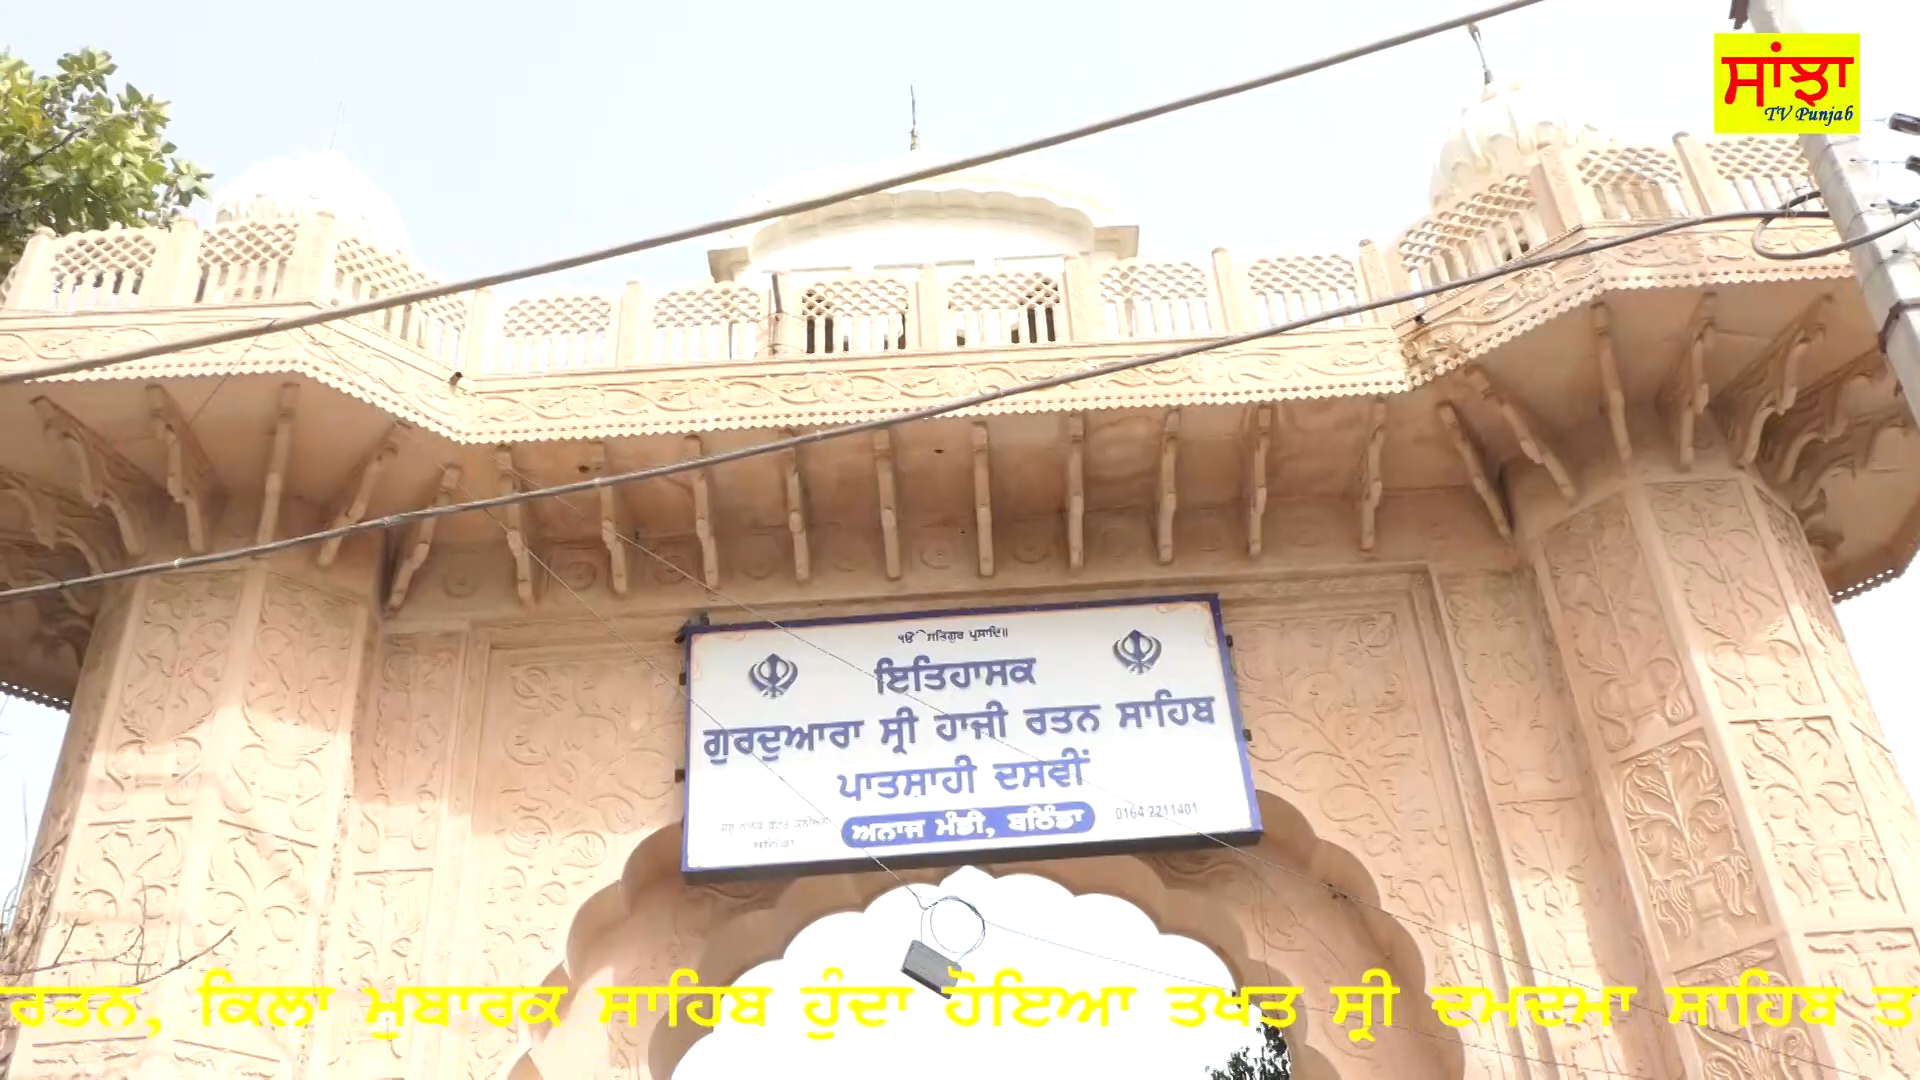 ਸਾਂਝਾ
TV Punjab
ੴ ਸਤਿਗੁਰ ਪ੍ਰਸਾਦਿ॥
ਇਤਿਹਾਸਕ
ਗੁਰਦੁਆਰਾ ਸ੍ਰੀ ਹਾਜੀ ਰਤਨ ਸਾਹਿਬ
ਪਾਤਸਾਹੀ ਦਸਵੀਂ
ਅਨਾਜ ਮੰਡੀ, ਬਠਿੰਡਾ
0164-2211401
ਰਤਨ, ਕਿਲਾ ਮੁਬਾਰਕ ਸਾਹਿਬ ਹੁੰਦਾ ਹੋਇਆ ਤਖਤ ਸ੍ਰੀ ਦਮਦਮਾ ਸਾਹਿਬ ਤ